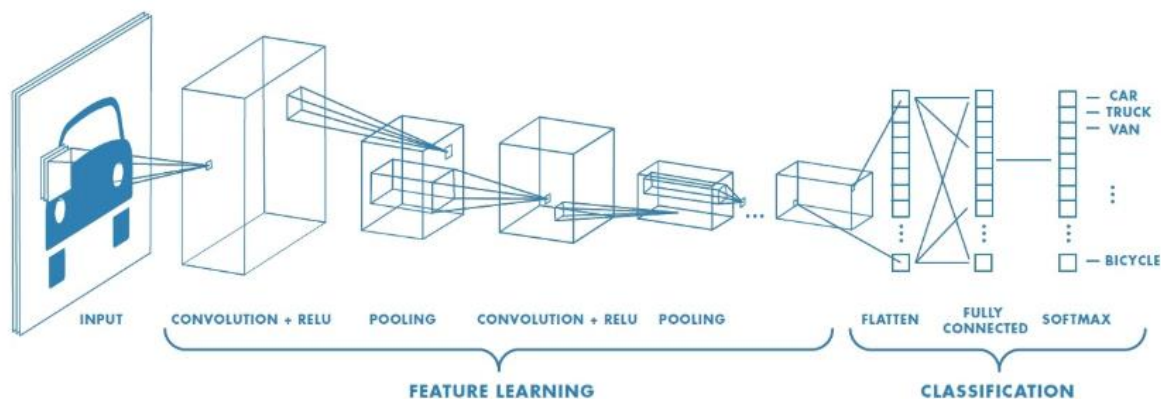 CAR
TRUCK
VAN
BICYCLE
INPUT
CONVOLUTION + RELU
POOLING
CONVOLUTION + RELU
POOLING
FLATTEN
FULLY
CONNECTED
SOFTMAX
FEATURE LEARNING
CLASSIFICATION